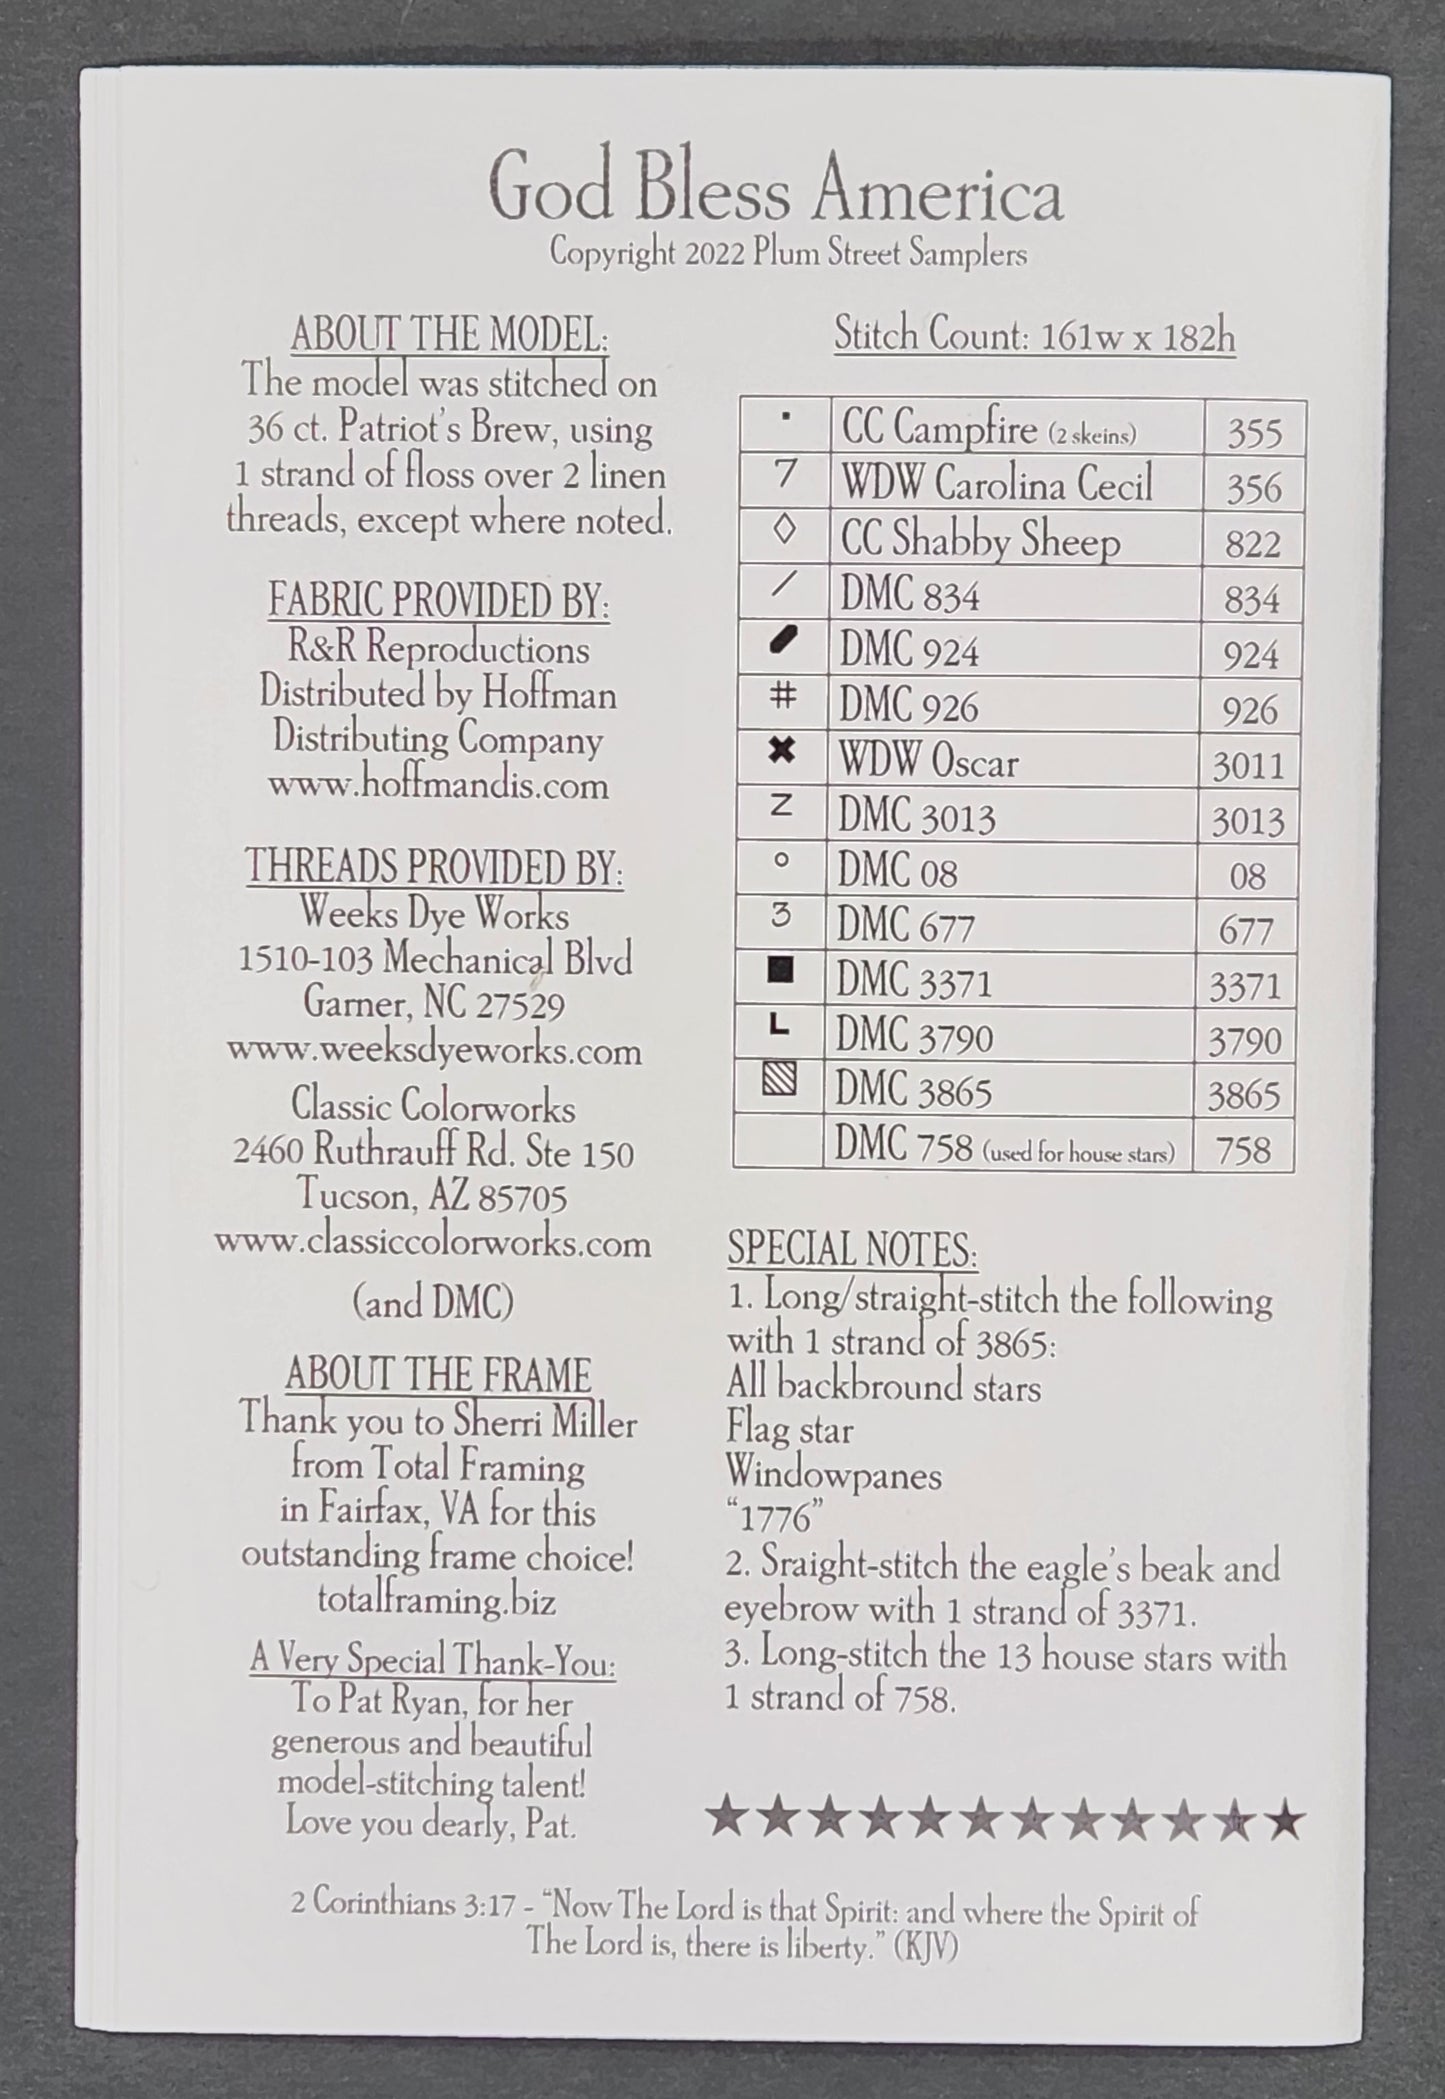 God Bless America
Copyright 2022 Plum Street Samplers
ABOUT THE MODEL:
The model was stitched on
36 ct. Patriot's Brew, using
1 strand of floss over 2 linen
threads, except where noted.
FABRIC PROVIDED BY:
R&R Reproductions
Distributed by Hoffman
Distributing Company
www.hoffmandis.com
THREADS PROVIDED BY:
Weeks Dye Works
1510-103 Mechanical Blvd
Garner, NC 27529
www.weeksdyeworks.com
Classic Colorworks
2460 Ruthrauff Rd. Ste 150
Tucson, AZ 85705
www.classiccolorworks.com
(and DMC)
ABOUT THE FRAME
Thank you to Sherri Miller
from Total Framing
in Fairfax, VA for this
outstanding frame choice!
totalframing.biz
A Very Special Thank-You:
To Pat Ryan, for her
generous and beautiful
model-stitching talent!
Love you dearly, Pat.
Stitch Count: 161w x 182h
▪ CC Campfire (2 skeins) 355
7 WDW Carolina Cecil 356
◊ CC Shabby Sheep 822
/ DMC 834 834
DMC 924 924
# DMC 926 926
✖ WDW Oscar 3011
Z DMC 3013 3013
o DMC 08 08
3 DMC 677 677
■ DMC 3371 3371
L DMC 3790 3790
▧ DMC 3865 3865
DMC 758 (used for house stars) 758
SPECIAL NOTES:
1. Long/straight-stitch the following
with 1 strand of 3865:
All backbround stars
Flag star
Windowpanes
"1776"
2. Sraight-stitch the eagle's beak and
eyebrow with 1 strand of 3371.
3. Long-stitch the 13 house stars with
1 strand of 758.
★★★★★★★★★★★★
2 Corinthians 3:17 - "Now The Lord is that Spirit: and where the Spirit of
The Lord is, there is liberty." (KJV)